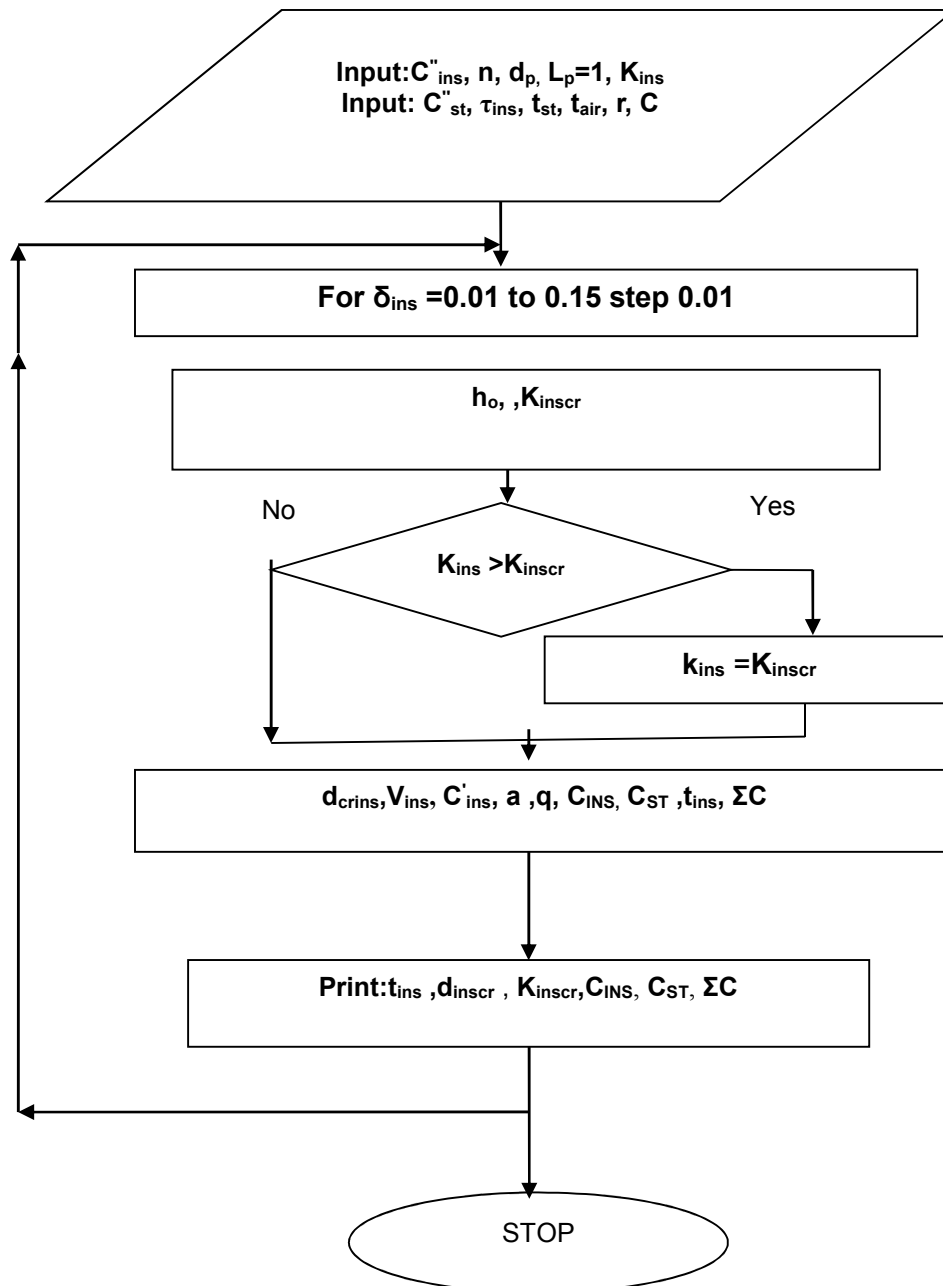 Input:C"ins, n, dp, Lp=1, Kins
Input: C"st, τins, tst, tair, r, C
For δins =0.01 to 0.15 step 0.01
ho, ,Kinscr
No
Yes
Kins >Kinscr
kins =Kinscr
dcrins,Vins, C'ins, a ,q, CINS, CST ,tins, ΣC
Print:tins ,dinscr , Kinscr,CINS, CST, ΣC
STOP